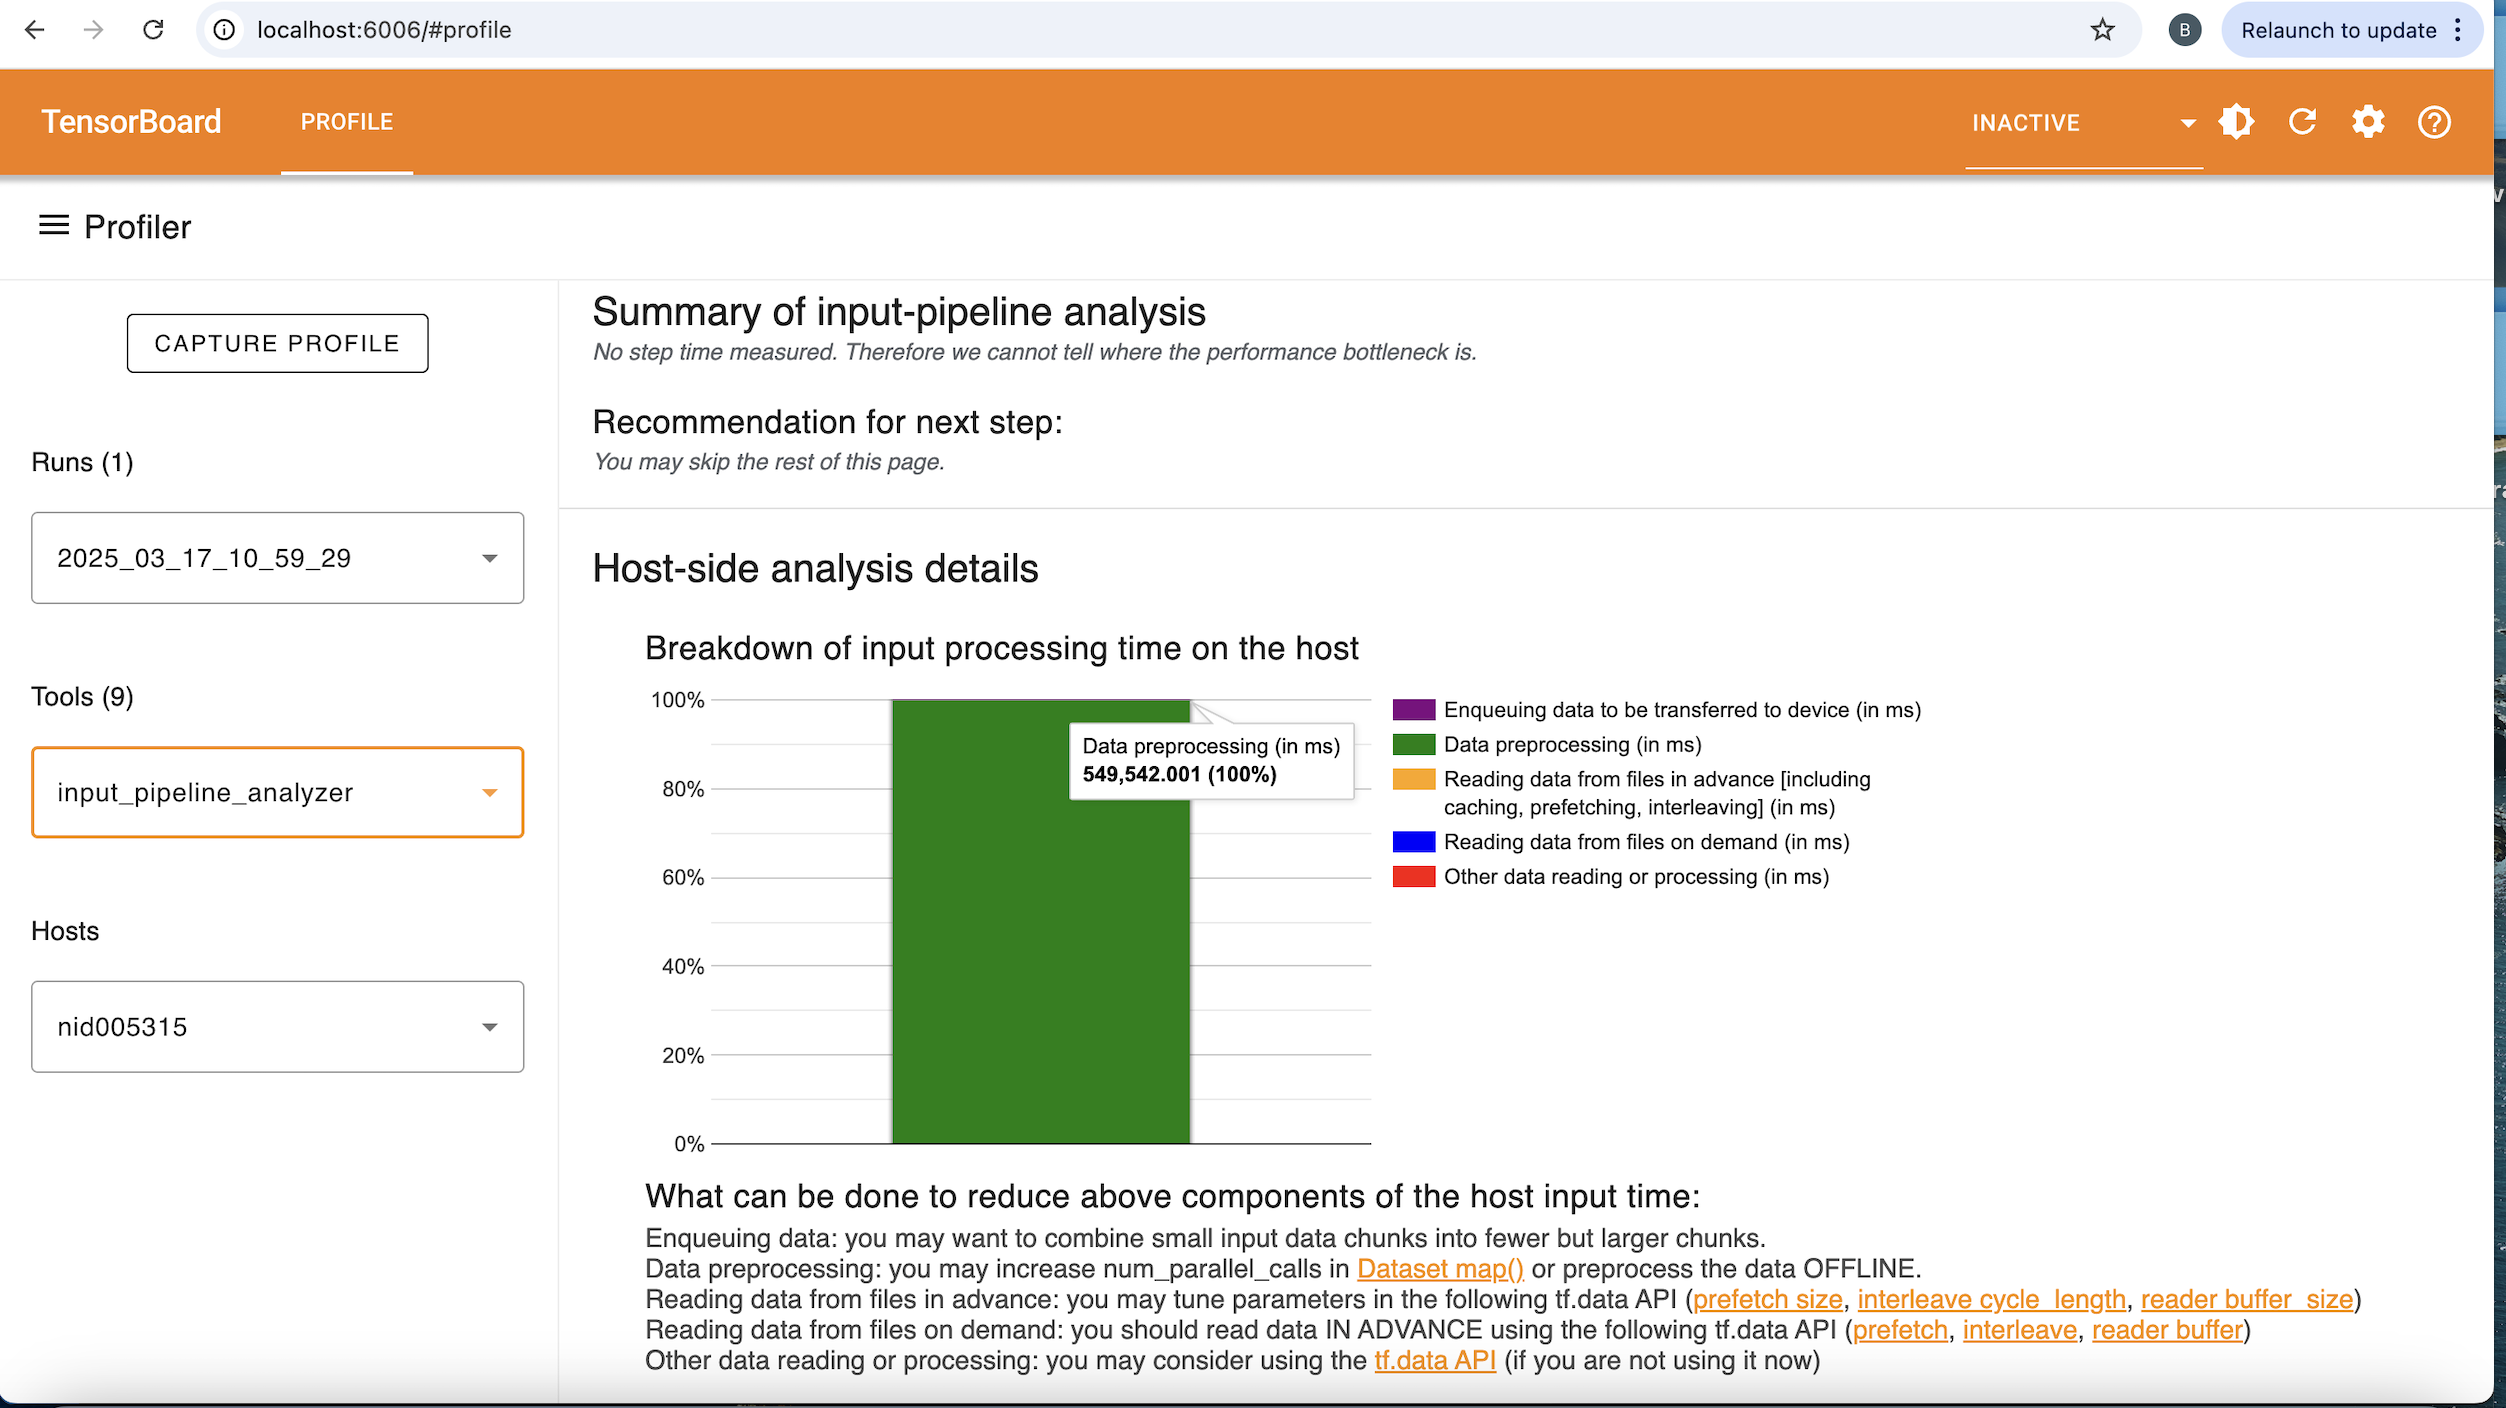 localhost:6006/#profile
B
Relaunch to update
TensorBoard
PROFILE
INACTIVE
Profiler
CAPTURE PROFILE
Runs (1)
2025_03_17_10_59_29
Tools (9)
input_pipeline_analyzer
Hosts
nid005315
Summary of input-pipeline analysis
No step time measured. Therefore we cannot tell where the performance bottleneck is.
Recommendation for next step:
You may skip the rest of this page.
Host-side analysis details
Breakdown of input processing time on the host
100%
80%
60%
40%
20%
0%
Data preprocessing (in ms)
549,542.001 (100%)
Enqueuing data to be transferred to device (in ms)
Data preprocessing (in ms)
Reading data from files in advance [including
caching, prefetching, interleaving] (in ms)
Reading data from files on demand (in ms)
Other data reading or processing (in ms)
What can be done to reduce above components of the host input time:
Enqueuing data: you may want to combine small input data chunks into fewer but larger chunks.
Data preprocessing: you may increase num_parallel_calls in Dataset map() or preprocess the data OFFLINE.
Reading data from files in advance: you may tune parameters in the following tf.data API (prefetch size, interleave cycle_length, reader buffer_size)
Reading data from files on demand: you should read data IN ADVANCE using the following tf.data API (prefetch, interleave, reader buffer)
Other data reading or processing: you may consider using the tf.data API (if you are not using it now)